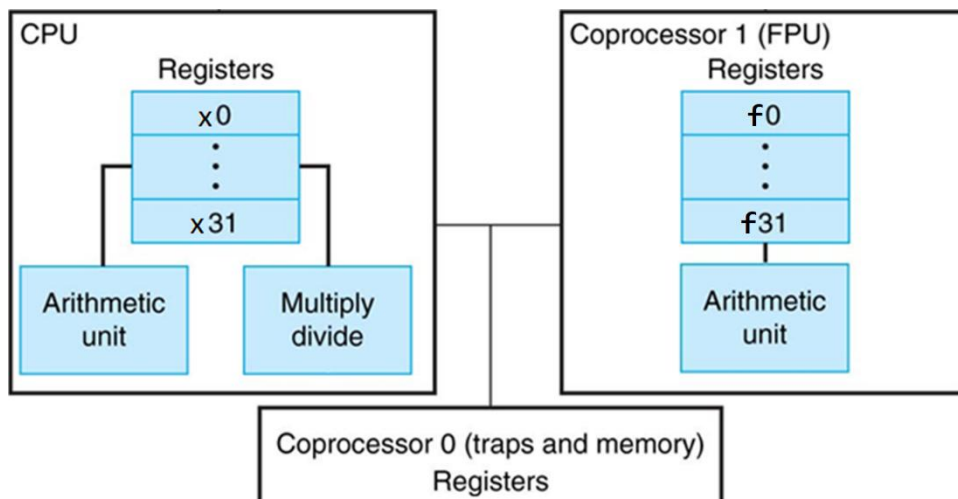 CPU
Registers
x0
x31
Arithmetic
unit
Multiply
divide
Coprocessor 1 (FPU)
Registers
f0
f31
Arithmetic
unit
Coprocessor 0 (traps and memory)
Registers